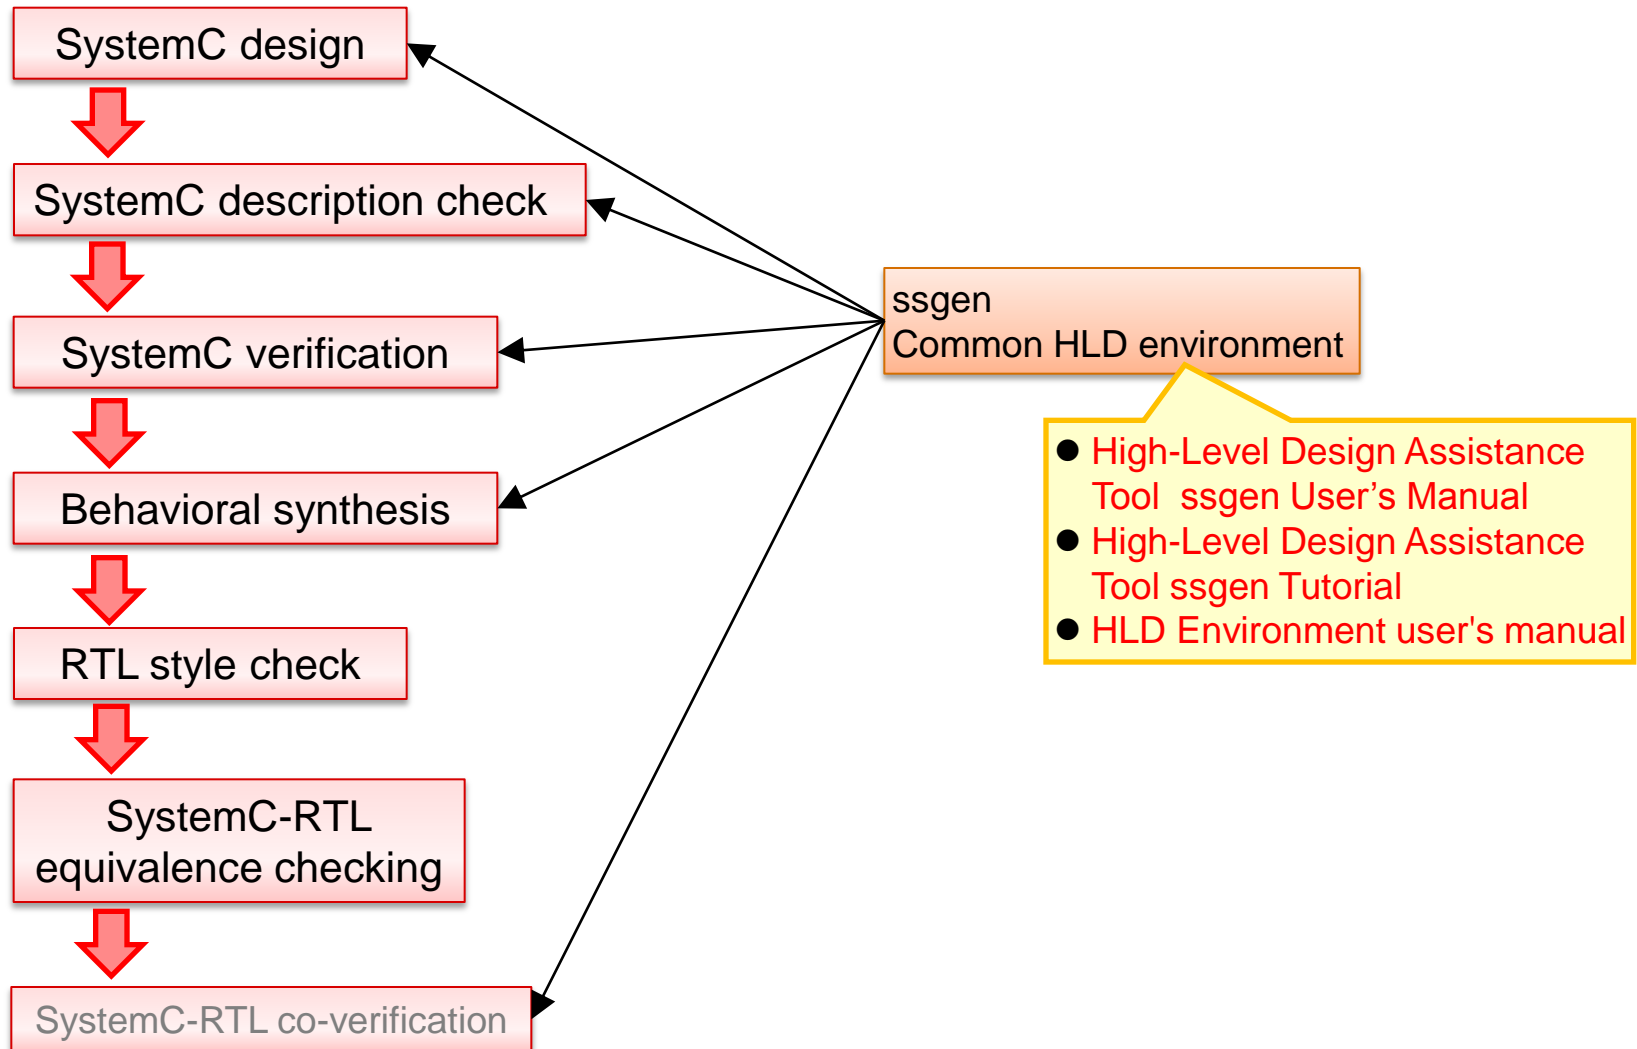 SystemC design
SystemC description check
SystemC verification
Behavioral synthesis
RTL style check
SystemC-RTL
equivalence checking
SystemC-RTL co-verification
ssgen
Common HLD environment
● High-Level Design Assistance
Tool  ssgen User’s Manual
● High-Level Design Assistance
Tool ssgen Tutorial
● HLD Environment user's manual